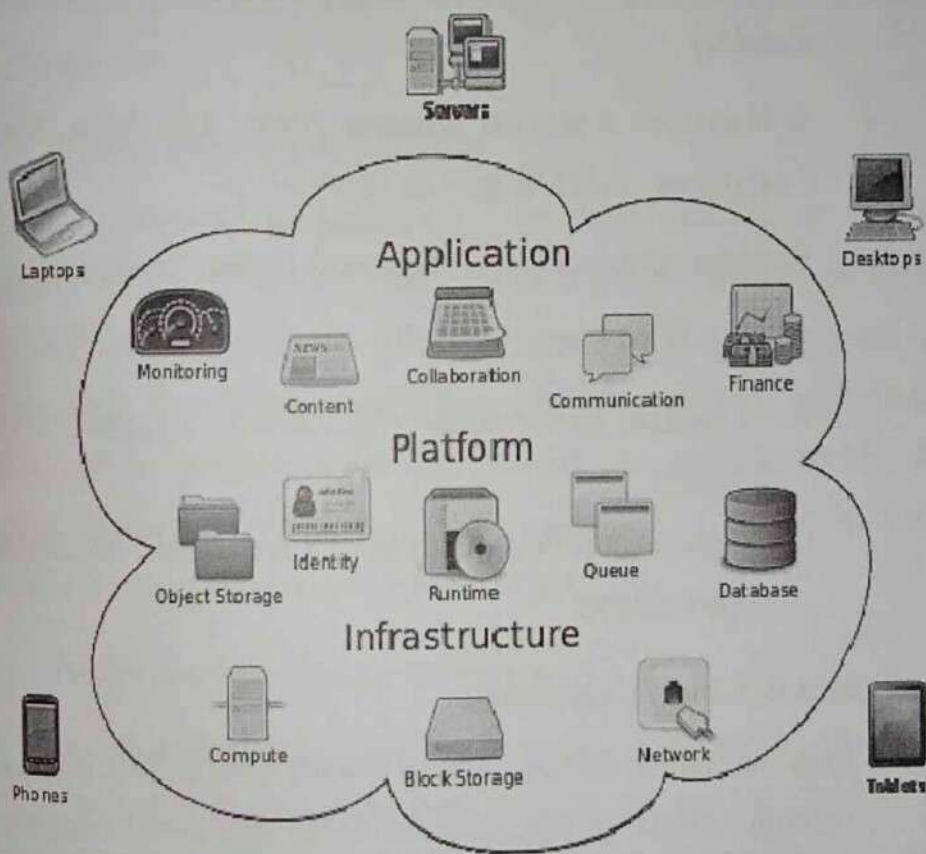 Servers
Laptops
Desktops
Application
Monitoring
Content
NEWS
Collaboration
Communication
Finance
Platform
Object Storage
Identity
Runtime
Queue
Database
Infrastructure
Compute
Block Storage
Network
Phones
Tablets